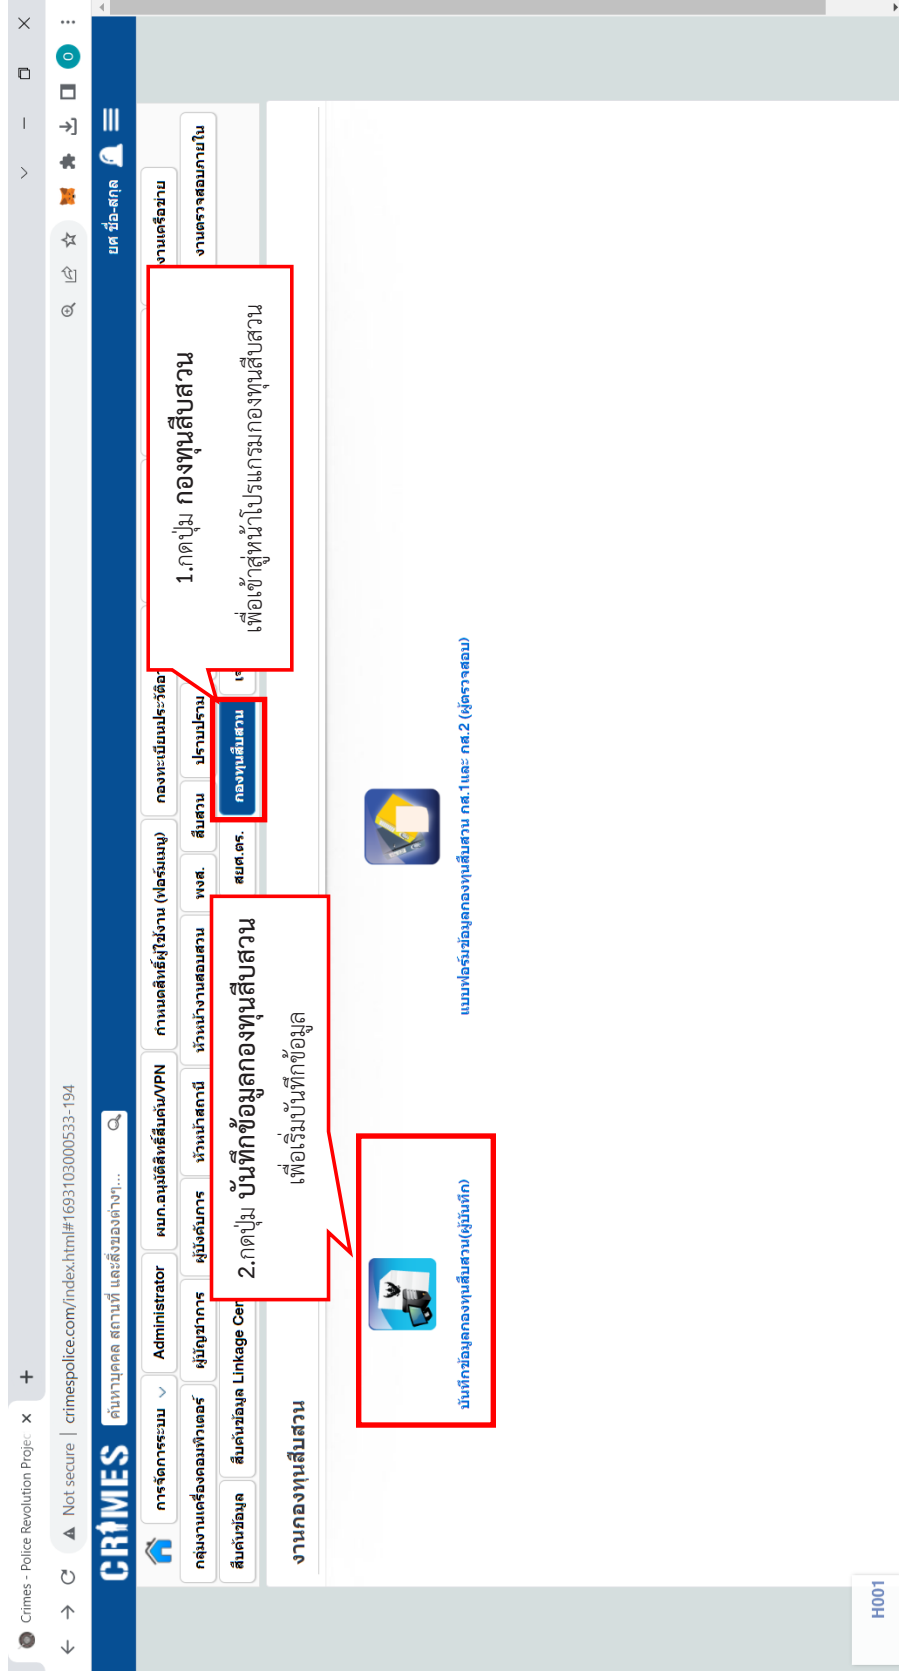 Crimes - Police Revolution Projec
Not secure | crimespolice.com/index.html#1693103000533-194
CRIMES
ค้นหาบุคคล สถานที่ และสิ่งของต่างๆ...
ยศ ชื่อ-สกุล
การจัดการระบบ
Administrator
ผบก.อนุมัติสิทธิ์สืบค้น/VPN
กำหนดสิทธิ์ผู้ใช้งาน (ฟอร์มเมนู)
กองทะเบียนประวัติอา
งานเครือข่าย
กลุ่มงานเครื่องคอมพิวเตอร์
ผู้บัญชาการ
ผู้บังคับการ
หัวหน้าสถานี
หัวหน้างานสอบสวน
พงส.
สืบสวน
ปราบปราม
งานตรวจสอบภายใน
สืบค้นข้อมูล
สืบค้นข้อมูล Linkage Cer
สยศ.ตร.
กองทุนสืบสวน
1.กดปุ่ม กองทุนสืบสวน
เพื่อเข้าสู่หน้าโปรแกรมกองทุนสืบสวน
งานกองทุนสืบสวน
2.กดปุ่ม บันทึกข้อมูลกองทุนสืบสวน
เพื่อเริ่มบันทึกข้อมูล
บันทึกข้อมูลกองทุนสืบสวน(ผู้บันทึก)
แบบฟอร์มข้อมูลกองทุนสืบสวน กส.1และ กส.2 (ผู้ตรวจสอบ)
H001